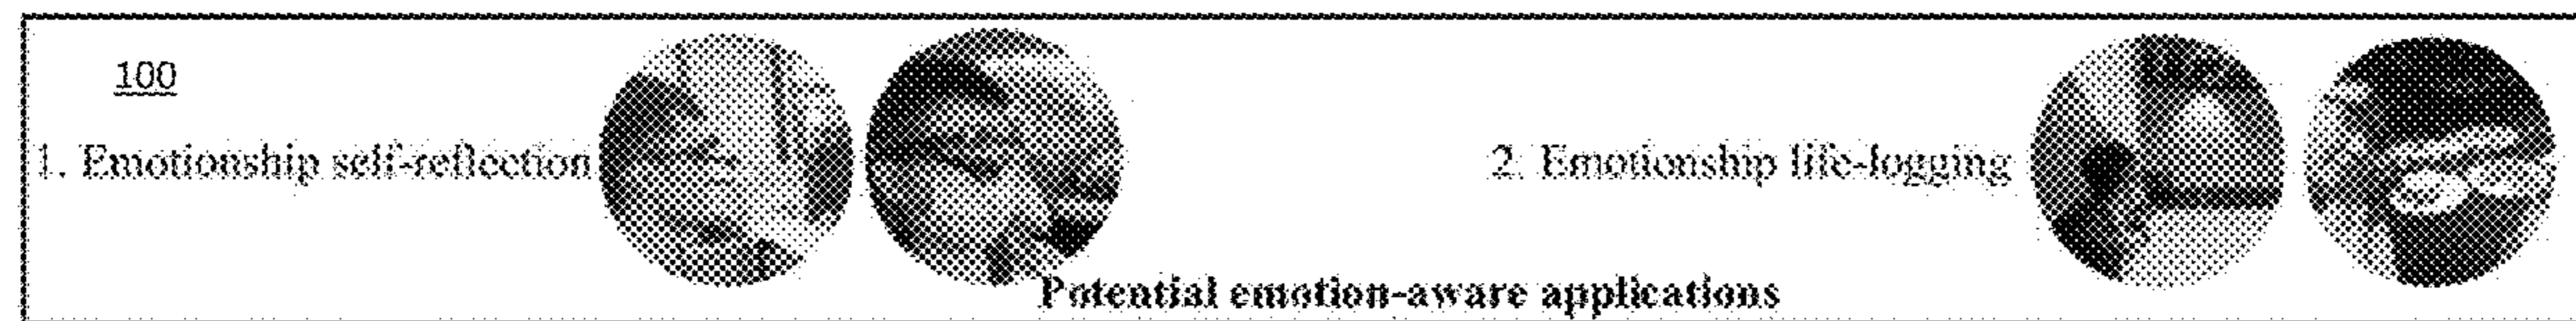 100
1. Emotionship self-reflection
2. Emotionship life-logging
Potential emotion-aware applications